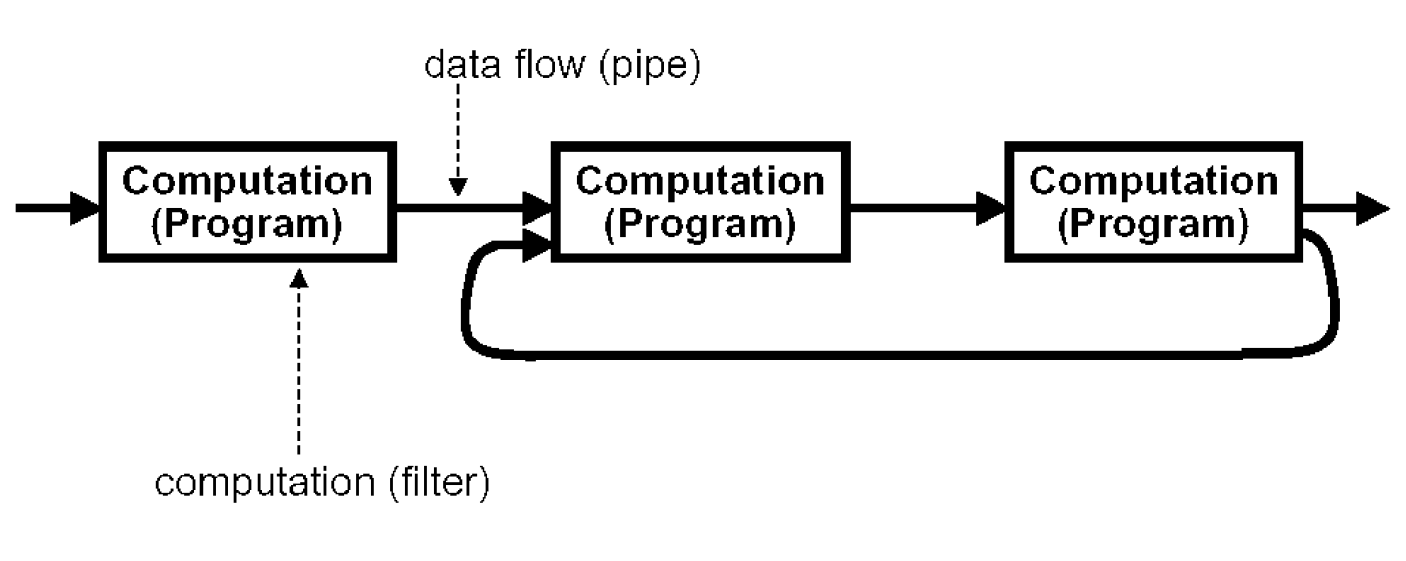 data flow (pipe)
Computation
(Program)
Computation
(Program)
Computation
(Program)
computation (filter)